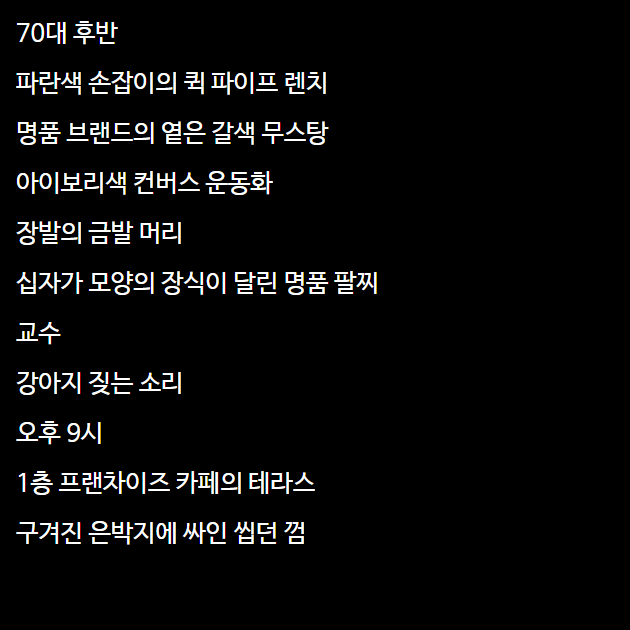 70대 후반
파란색 손잡이의 퀵 파이프 렌치
명품 브랜드의 옅은 갈색 무스탕
아이보리색 컨버스 운동화
장발의 금발 머리
십자가 모양의 장식이 달린 명품 팔찌
교수
강아지 짖는 소리
오후 9시
1층 프랜차이즈 카페의 테라스
구겨진 은박지에 싸인 씹던 껌